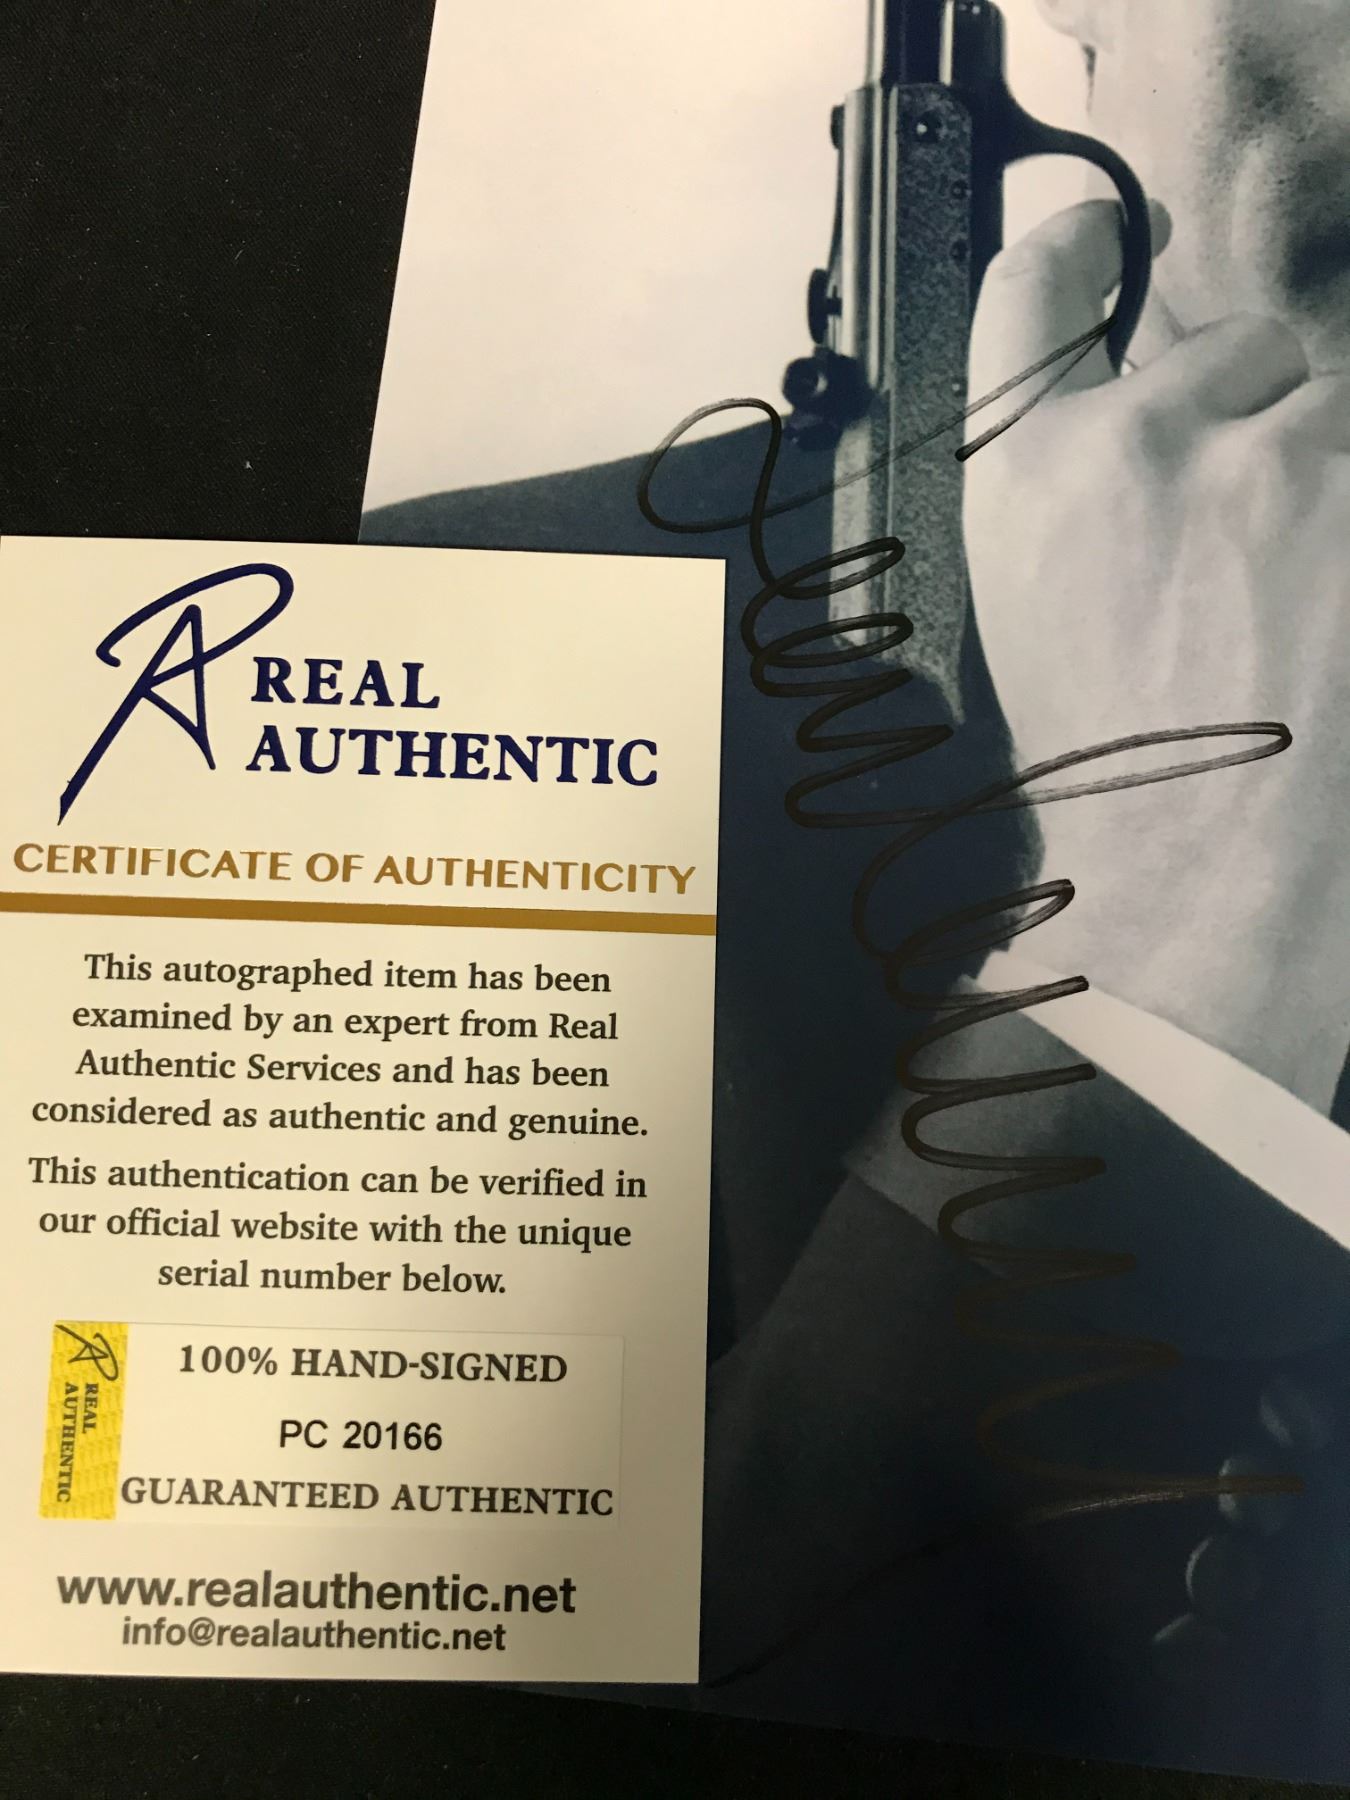 REAL
AUTHENTIC
CERTIFICATE OF AUTHENTICITY
This autographed item has been
examined by an expert from Real
Authentic Services and has been
considered as authentic and genuine.
This authentication can be verified in
our official website with the unique
serial number below.
REAL
AUTHENTIC
100% HAND-SIGNED
PC 20166
GUARANTEED AUTHENTIC
www.realauthentic.net
info@realauthentic.net